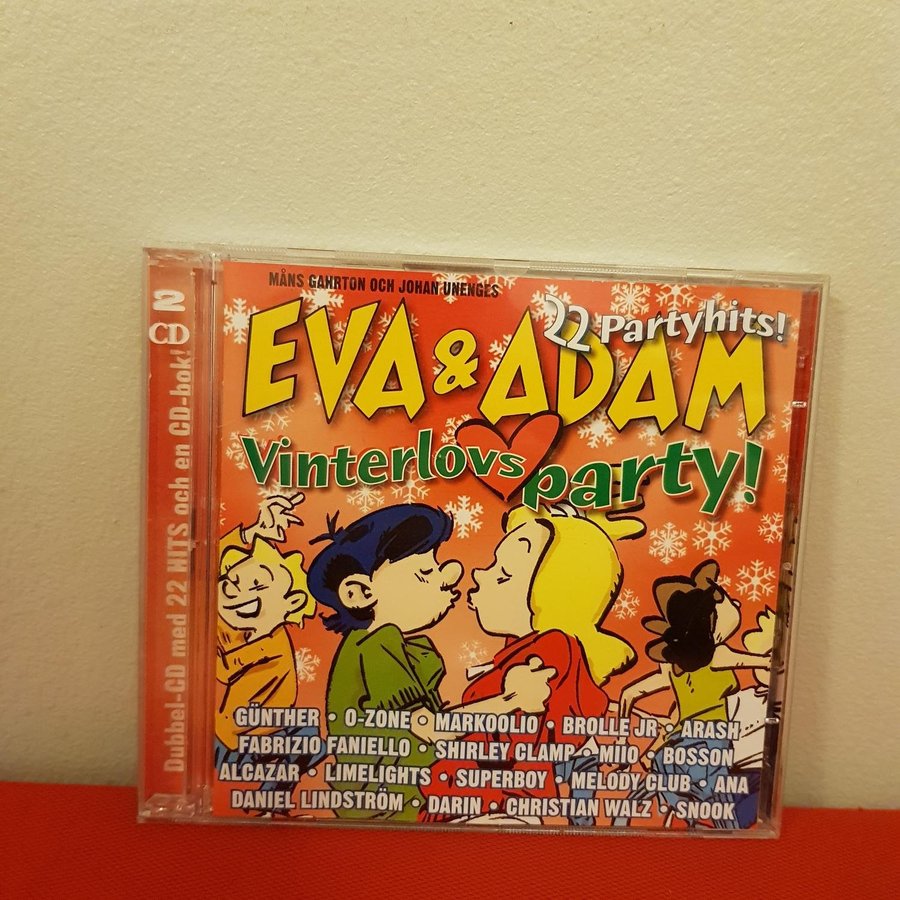 MÅNS GAHRTON OCH JOHAN UNENGES
22 Partyhits!
EVA & ADAM
Vinterlovs
party!
GÜNTHER • O-ZONE • MARKOOLIO • BROLLE JR • ARASH
FABRIZIO FANIELLO • SHIRLEY CLAMP • MIIO • BOSSON
ALCAZAR • LIMELIGHTS • SUPERBOY • MELODY CLUB • ANA
DANIEL LINDSTRÖM • DARIN • CHRISTIAN WALZ • SNOOK
2
CD
Dubbel-CD med 22 HITS och en CD-bok!